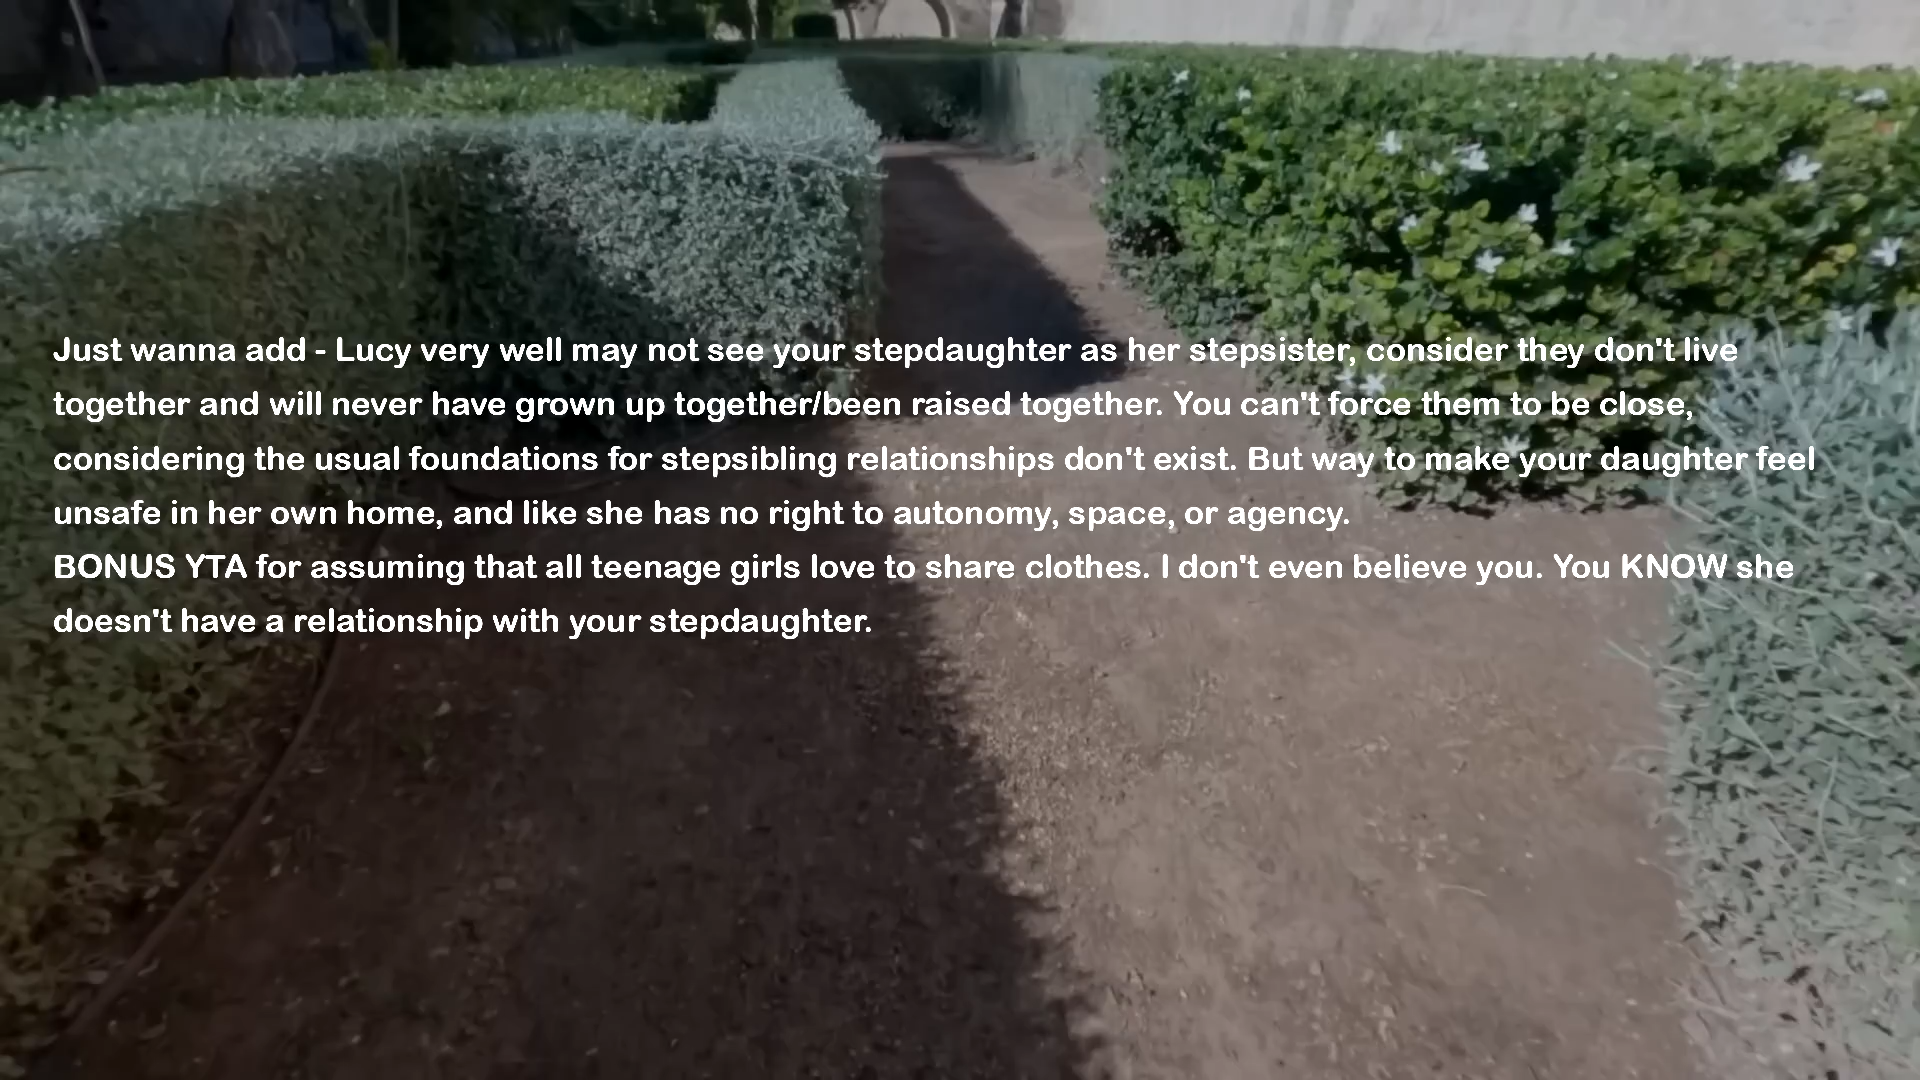 Just wanna add - Lucy very well may not see your stepdaughter as her stepsister, consider they don't live
together and will never have grown up together/been raised together. You can't force them to be close,
considering the usual foundations for stepsibling relationships don't exist. But way to make your daughter feel
unsafe in her own home, and like she has no right to autonomy, space, or agency.
BONUS YTA for assuming that all teenage girls love to share clothes. I don't even believe you. You KNOW she
doesn't have a relationship with your stepdaughter.